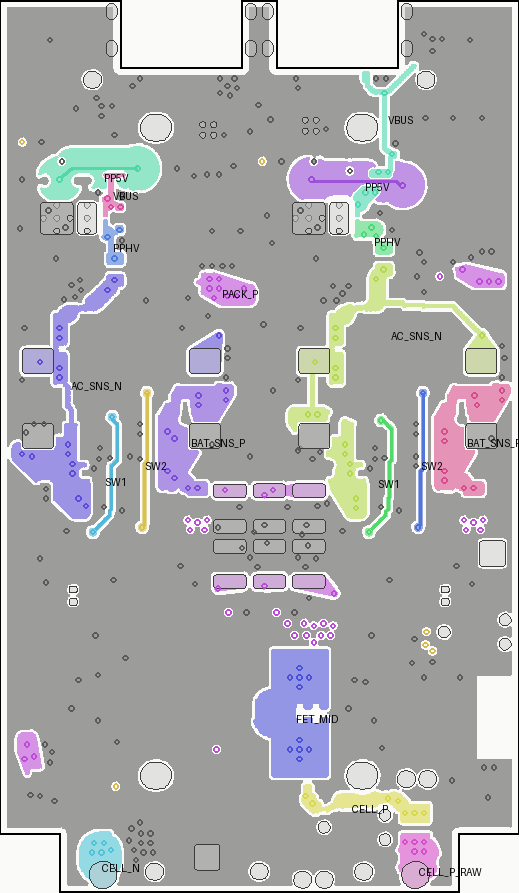 VBUS
PP5V
PP5V
VBUS
PPHV
PPHV
PACK_P
AC_SNS_N
AC_SNS_N
BAT_SNS_P
BAT_SNS_P
SW2
SW2
SW1
SW1
FET_MID
CELL_P
CELL_N
CELL_P_RAW